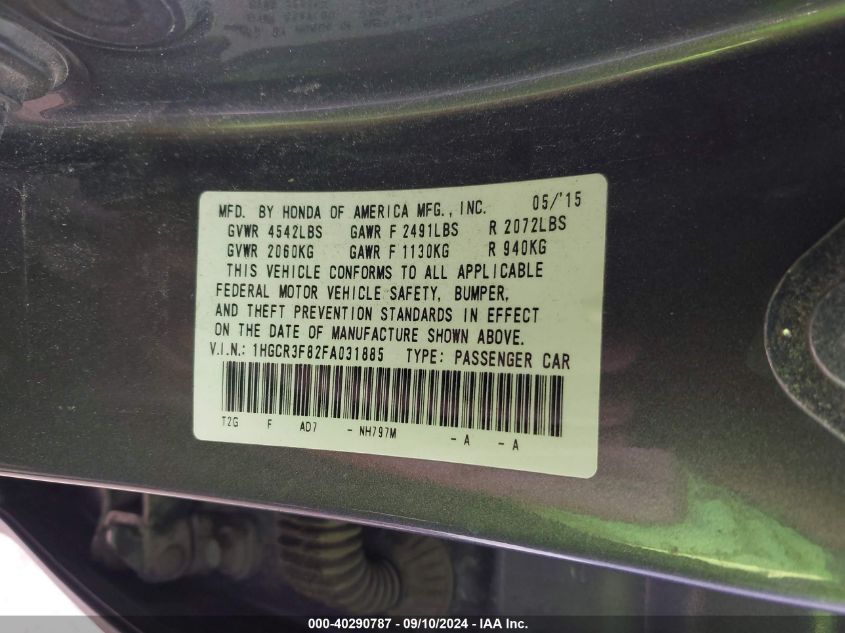 MFD. BY HONDA OF AMERICA MFG., INC. 05/'15
GVWR 4542LBS GAWR F 2491LBS R 2072LBS
GVWR 2060KG GAWR F 1130KG R 940KG
THIS VEHICLE CONFORMS TO ALL APPLICABLE
FEDERAL MOTOR VEHICLE SAFETY, BUMPER,
AND THEFT PREVENTION STANDARDS IN EFFECT
ON THE DATE OF MANUFACTURE SHOWN ABOVE.
V.I.N.: 1HGCR3F82FA031885 TYPE: PASSENGER CAR
T2G F AD7 - NH797M - A - A
000-40290787 - 09/10/2024 - IAA Inc.